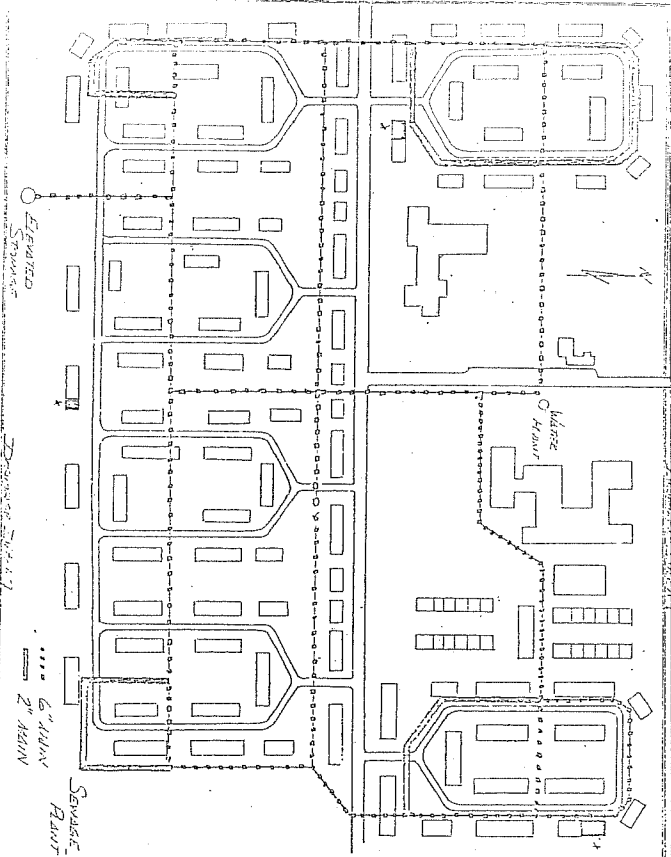 N
ELEVATED
STORAGE
WATER
PLANT
6" MAIN
2" MAIN
SEWAGE
PLANT
x
x
x